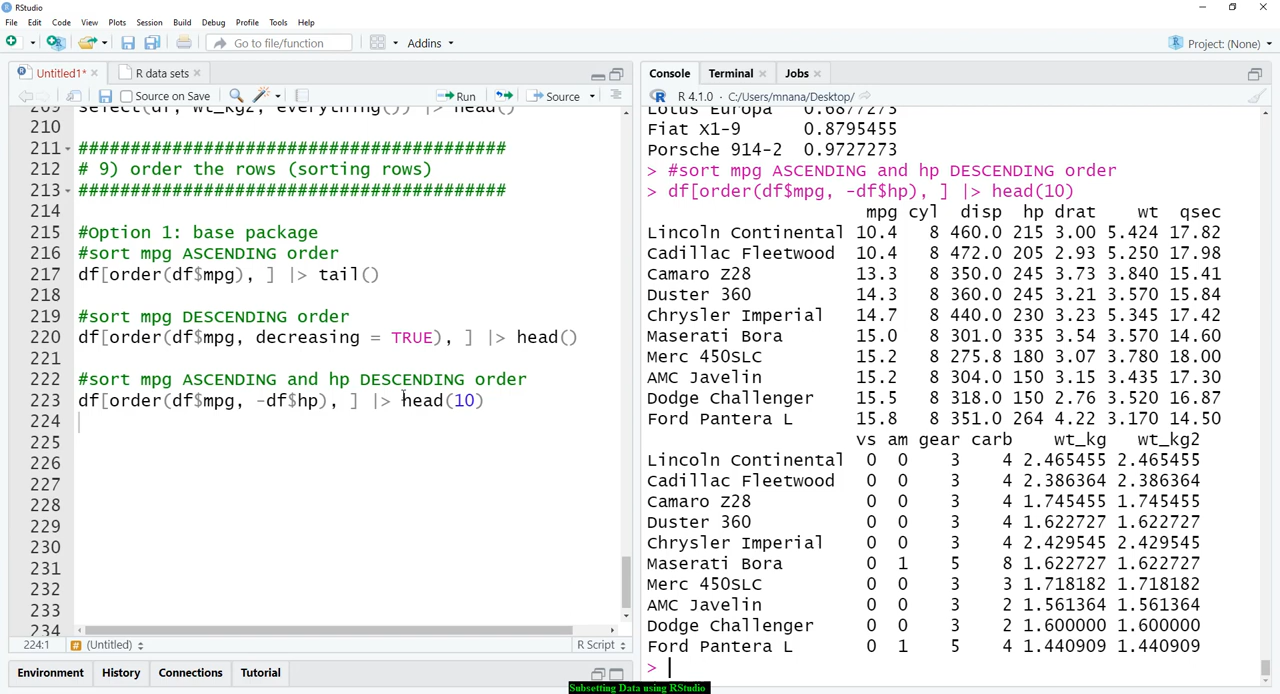 RStudio
File Edit Code View Plots Session Build Debug Profile Tools Help
Go to file/function Addins Project: (None)
Untitled1* R data sets
Source on Save Run Source
209 select(df, wt_kg2, everything()) |> head()
210
211 ########################################
212 # 9) order the rows (sorting rows)
213 ########################################
214
215 #Option 1: base package
216 #sort mpg ASCENDING order
217 df[order(df$mpg), ] |> tail()
218
219 #sort mpg DESCENDING order
220 df[order(df$mpg, decreasing = TRUE), ] |> head()
221
222 #sort mpg ASCENDING and hp DESCENDING order
223 df[order(df$mpg, -df$hp), ] |> head(10)
224
225
226
227
228
229
230
231
232
233
234
224:1 # (Untitled) R Script
Environment History Connections Tutorial
Console Terminal Jobs
R 4.1.0 · C:/Users/mnana/Desktop/
Lotus Europa 0.6877273
Fiat X1-9 0.8795455
Porsche 914-2 0.9727273
> #sort mpg ASCENDING and hp DESCENDING order
> df[order(df$mpg, -df$hp), ] |> head(10)
mpg cyl disp hp drat wt qsec
Lincoln Continental 10.4 8 460.0 215 3.00 5.424 17.82
Cadillac Fleetwood 10.4 8 472.0 205 2.93 5.250 17.98
Camaro Z28 13.3 8 350.0 245 3.73 3.840 15.41
Duster 360 14.3 8 360.0 245 3.21 3.570 15.84
Chrysler Imperial 14.7 8 440.0 230 3.23 5.345 17.42
Maserati Bora 15.0 8 301.0 335 3.54 3.570 14.60
Merc 450SLC 15.2 8 275.8 180 3.07 3.780 18.00
AMC Javelin 15.2 8 304.0 150 3.15 3.435 17.30
Dodge Challenger 15.5 8 318.0 150 2.76 3.520 16.87
Ford Pantera L 15.8 8 351.0 264 4.22 3.170 14.50
vs am gear carb wt_kg wt_kg2
Lincoln Continental 0 0 3 4 2.465455 2.465455
Cadillac Fleetwood 0 0 3 4 2.386364 2.386364
Camaro Z28 0 0 3 4 1.745455 1.745455
Duster 360 0 0 3 4 1.622727 1.622727
Chrysler Imperial 0 0 3 4 2.429545 2.429545
Maserati Bora 0 1 5 8 1.622727 1.622727
Merc 450SLC 0 0 3 3 1.718182 1.718182
AMC Javelin 0 0 3 2 1.561364 1.561364
Dodge Challenger 0 0 3 2 1.600000 1.600000
Ford Pantera L 0 1 5 4 1.440909 1.440909
>
Subsetting Data using RStudio